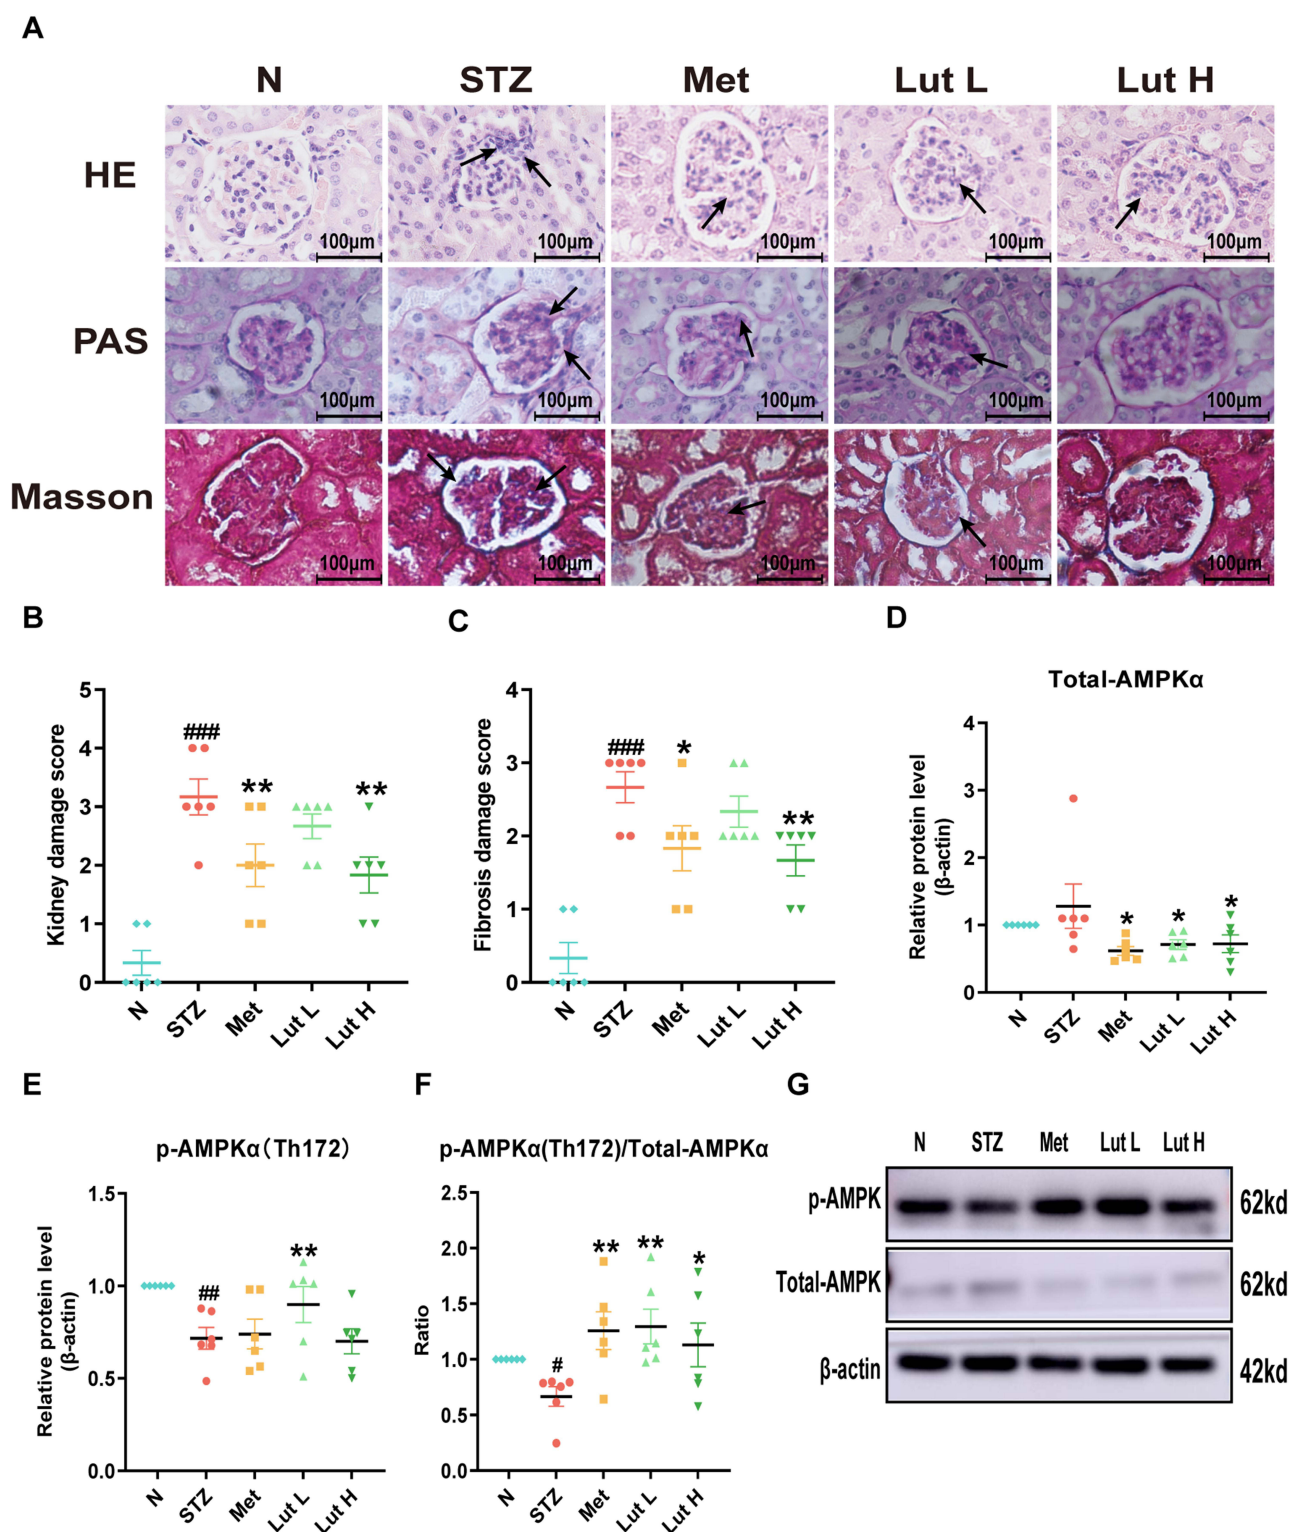 A
N STZ Met Lut L Lut H
HE
100μm 100μm 100μm 100μm 100μm
PAS
100μm 100μm 100μm 100μm 100μm
Masson
100μm 100μm 100μm 100μm 100μm
B
Kidney damage score
5
4
3
2
1
0
###
**
**
N STZ Met Lut L Lut H
C
Fibrosis damage score
4
3
2
1
0
###
*
**
N STZ Met Lut L Lut H
D
Total-AMPKα
Relative protein level
(β-actin)
4
3
2
1
0
*
*
*
N STZ Met Lut L Lut H
E
p-AMPKα(Th172)
Relative protein level
(β-actin)
1.5
1.0
0.5
0.0
##
**
N STZ Met Lut L Lut H
F
p-AMPKα(Th172)/Total-AMPKα
Ratio
2.5
2.0
1.5
1.0
0.5
0.0
#
**
**
*
N STZ Met Lut L Lut H
G
N STZ Met Lut L Lut H
p-AMPK 62kd
Total-AMPK 62kd
β-actin 42kd